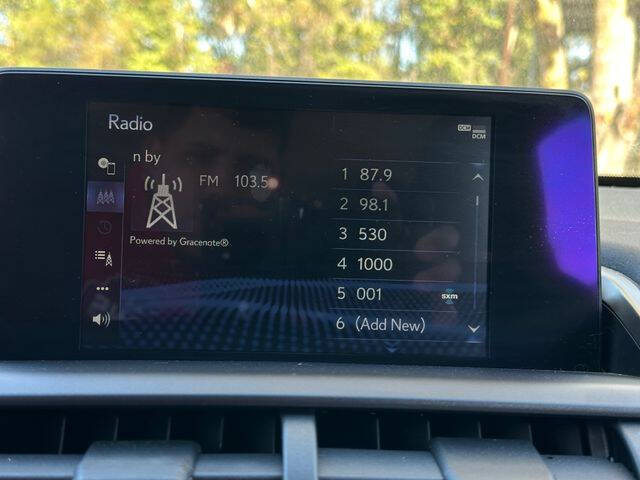 Radio
DCM
DCM
n by
FM 103.5
Powered by Gracenote®
1 87.9
2 98.1
3 530
4 1000
5 001 sxm
6 (Add New)